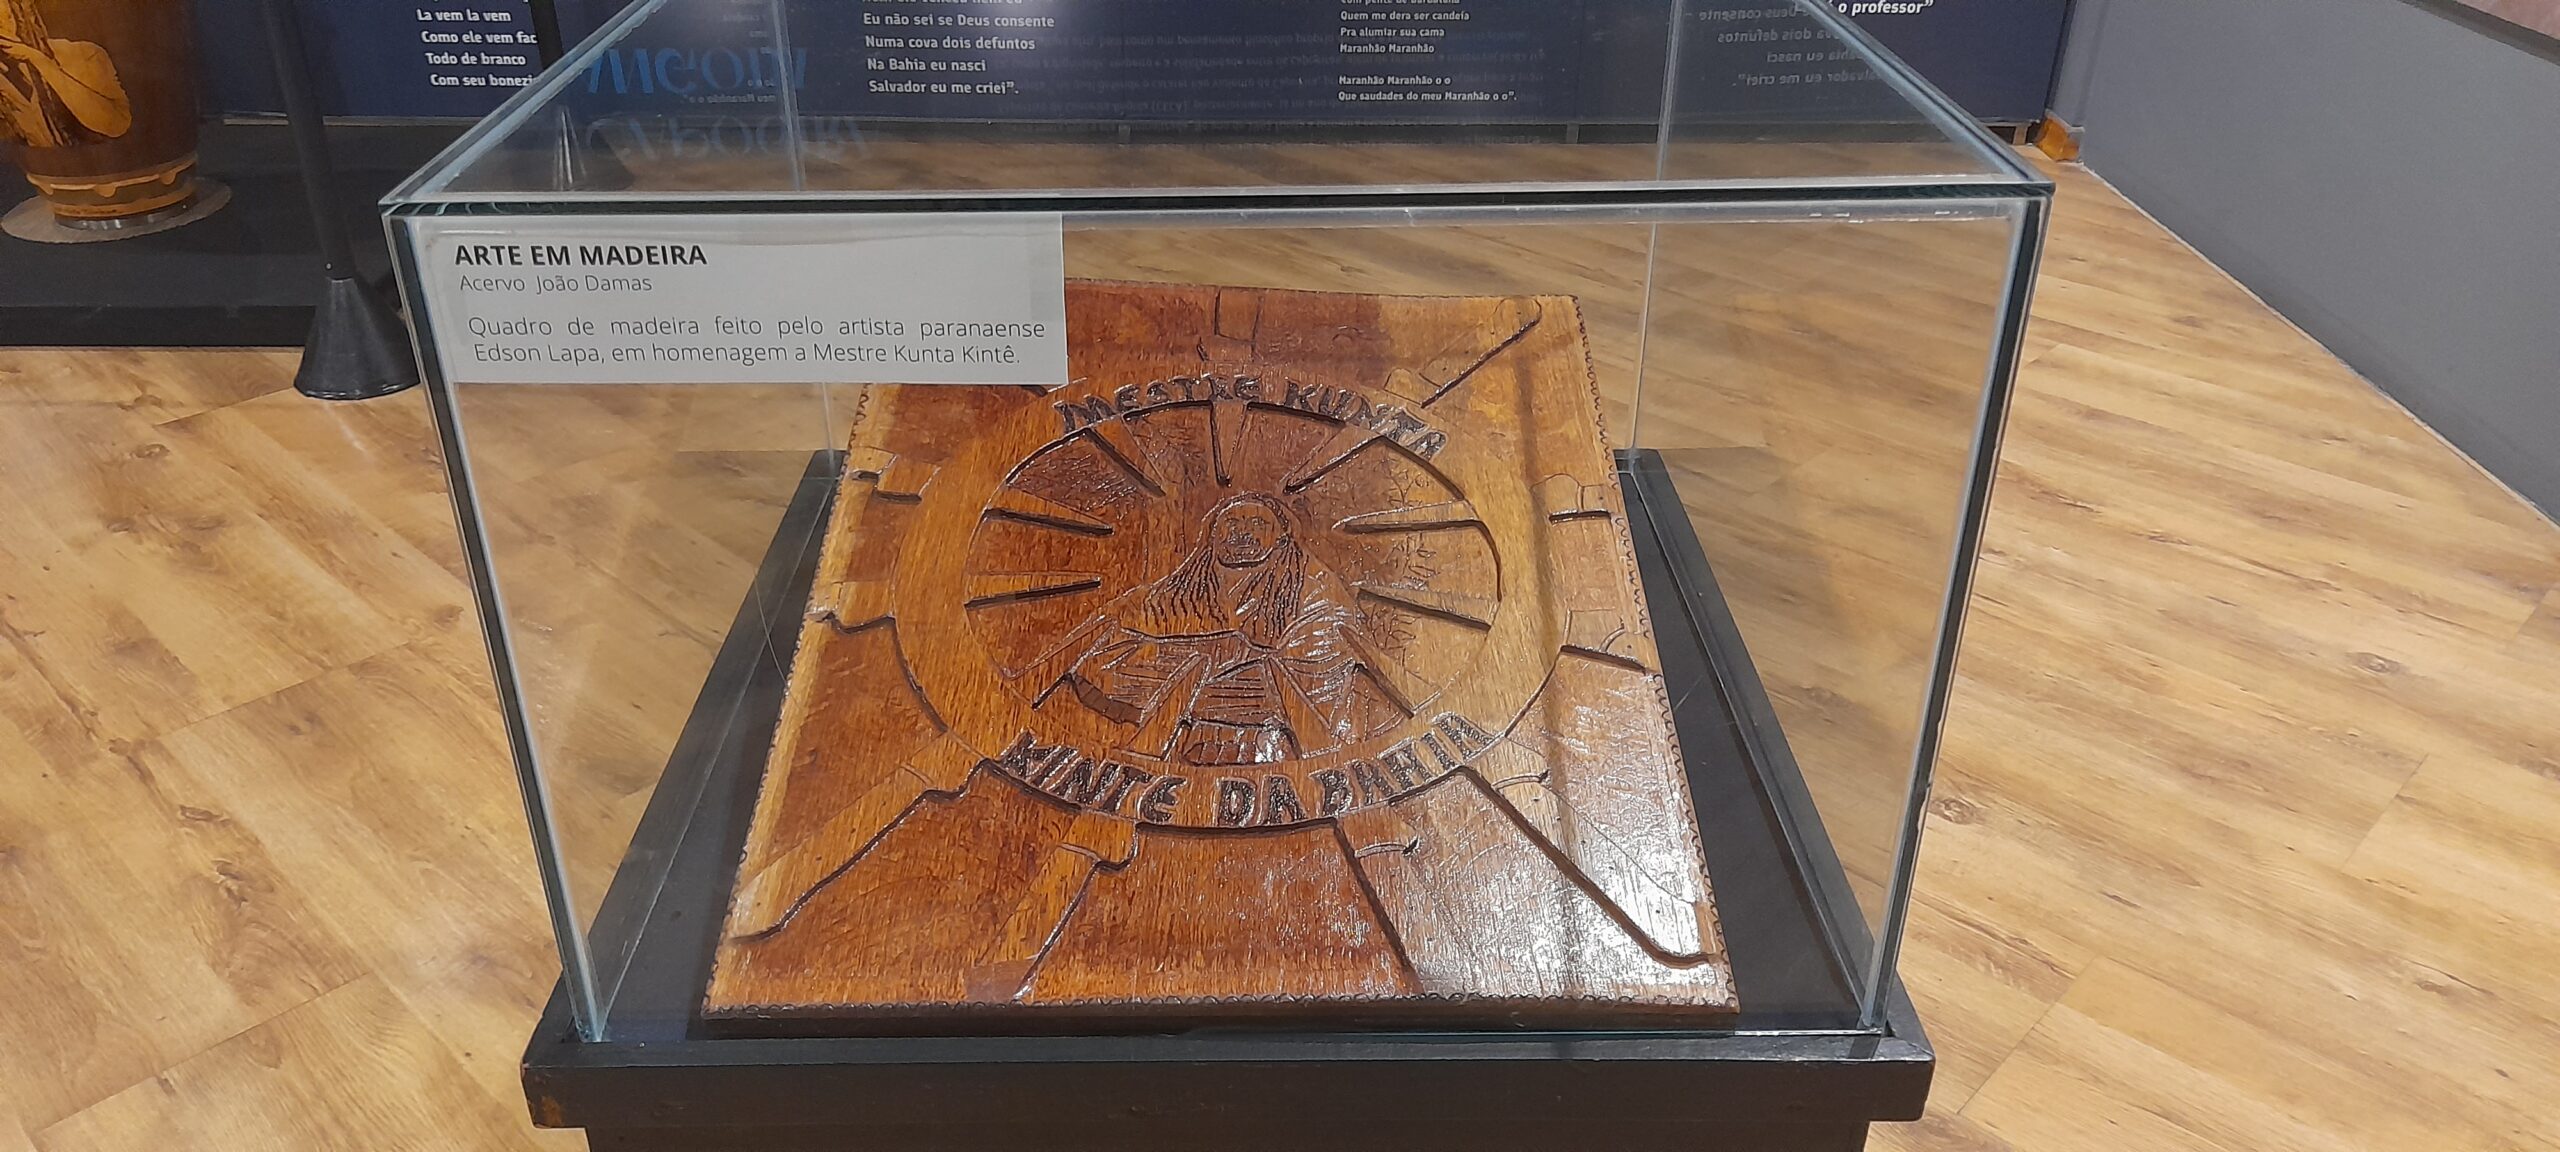 La vem la vem
Como ele vem fac
Todo de branco
Com seu bonezi
Eu não sei se Deus consente
Numa cova dois defuntos
Na Bahia eu nasci
Salvador eu me criei”.
Quem me dera ser candeia
Pra alumiar sua cama
Maranhão Maranhão
Maranhão Maranhão o o
Que saudades do meu Maranhão o o”.
o professor”
ARTE EM MADEIRA
Acervo João Damas
Quadro de madeira feito pelo artista paranaense
Edson Lapa, em homenagem a Mestre Kunta Kintê.
MESTRE KUNTA
KINTE DA BAHIA